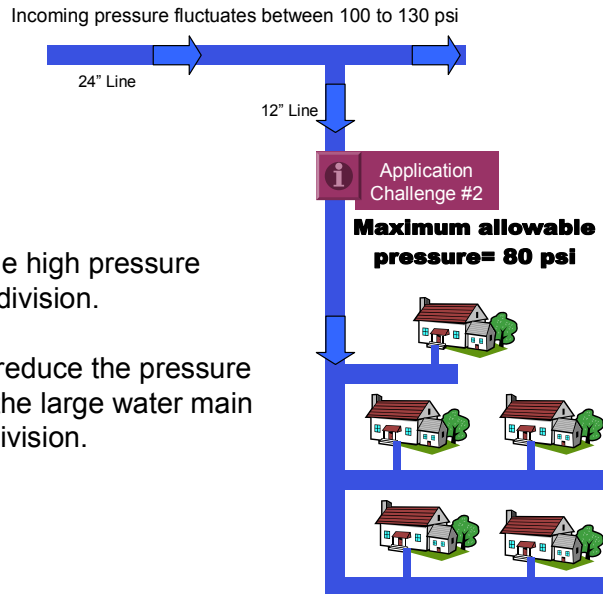 Incoming pressure fluctuates between 100 to 130 psi
24” Line
12” Line
Application
Challenge #2
Maximum allowable
pressure= 80 psi
e high pressure
division.
reduce the pressure
the large water main
ivision.